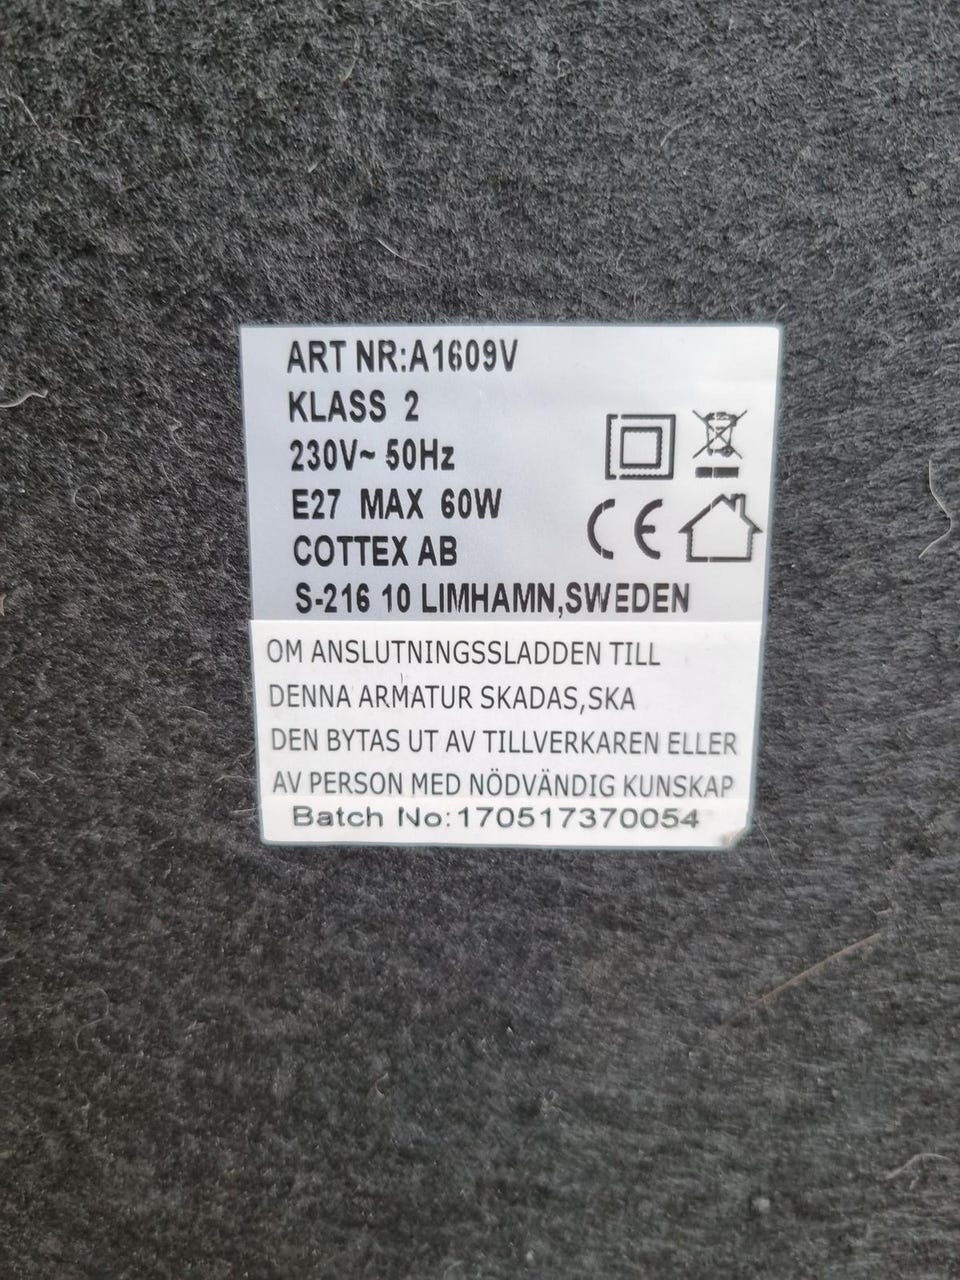 ART NR:A1609V
KLASS 2
230V~ 50Hz
E27 MAX 60W
CE
COTTEX AB
S-216 10 LIMHAMN,SWEDEN
OM ANSLUTNINGSSLADDEN TILL
DENNA ARMATUR SKADAS,SKA
DEN BYTAS UT AV TILLVERKAREN ELLER
AV PERSON MED NÖDVÄNDIG KUNSKAP
Batch No:170517370054